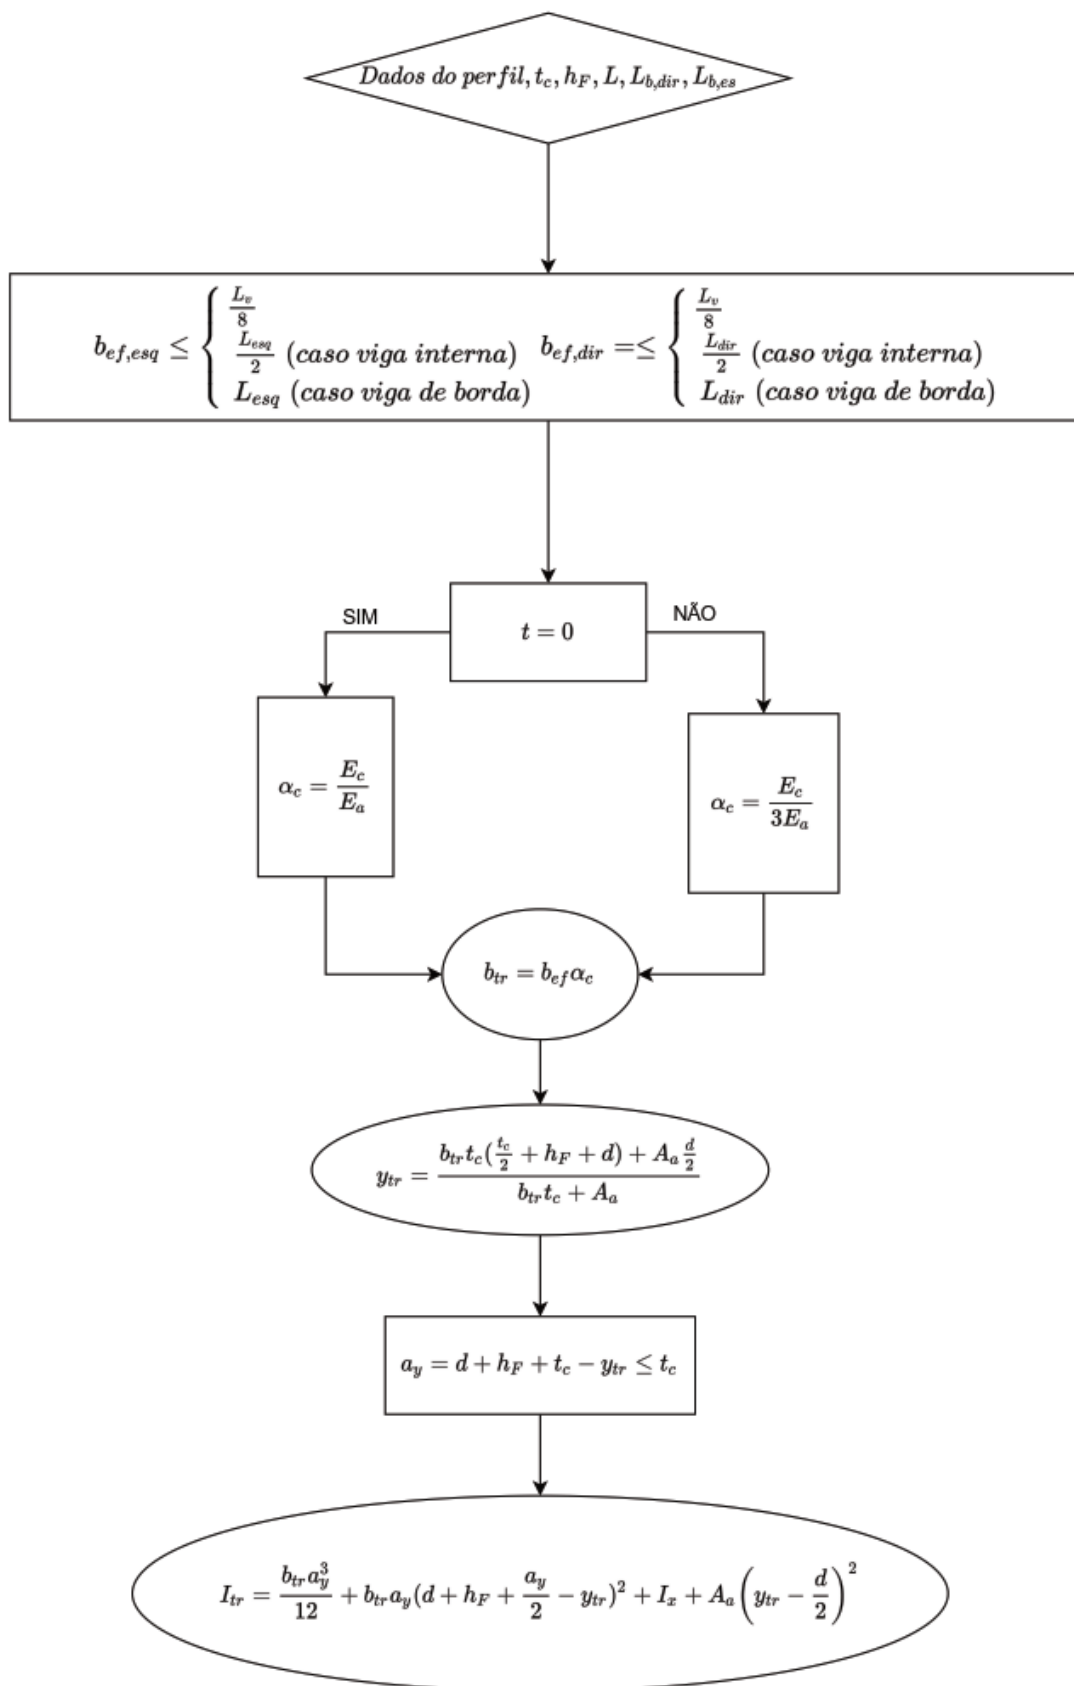 Dados do perfil, t_c, h_F, L, L_{b,dir}, L_{b,es}
b_{ef,esq} ≤ { L_v/8   b_{ef,dir} =≤ { L_v/8
L_{esq}/2 (caso viga interna)   L_{dir}/2 (caso viga interna)
L_{esq} (caso viga de borda)   L_{dir} (caso viga de borda)
t = 0
SIM
NÃO
α_c = E_c/E_a
α_c = E_c/3E_a
b_{tr} = b_{ef}α_c
y_{tr} = (b_{tr}t_c(t_c/2 + h_F + d) + A_a d/2)/(b_{tr}t_c + A_a)
a_y = d + h_F + t_c − y_{tr} ≤ t_c
I_{tr} = b_{tr}a_y^3/12 + b_{tr}a_y(d + h_F + a_y/2 − y_{tr})^2 + I_x + A_a(y_{tr} − d/2)^2